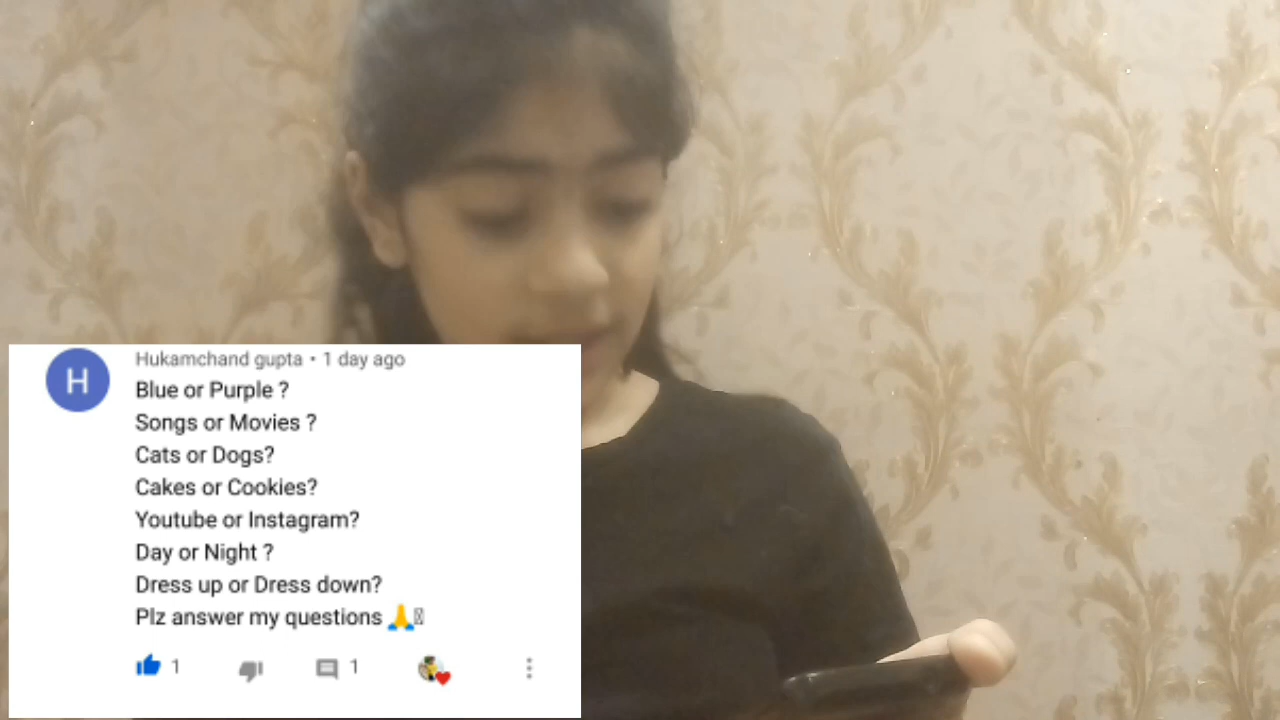 H
Hukamchand gupta • 1 day ago
Blue or Purple ?
Songs or Movies ?
Cats or Dogs?
Cakes or Cookies?
Youtube or Instagram?
Day or Night ?
Dress up or Dress down?
Plz answer my questions 🙏
1 1